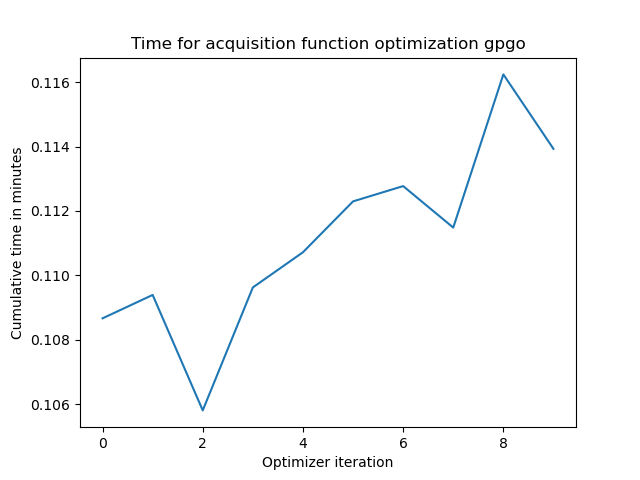 Time for acquisition function optimization gpgo
Cumulative time in minutes
0.116
0.114
0.112
0.110
0.108
0.106
0 2 4 6 8
Optimizer iteration